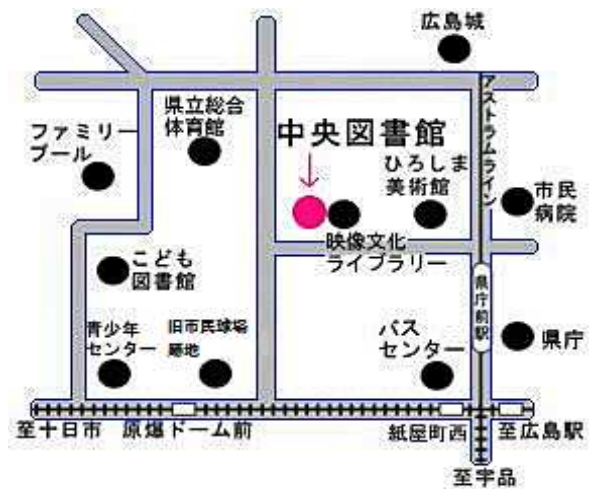 広島城
県立総合
体育館
中央図書館
アストラムライン
ファミリー
プール
ひろしま
美術館
市民
病院
映像文化
ライブラリー
こども
図書館
県庁前駅
青少年
センター
旧市民球場
跡地
バス
センター
県庁
至十日市
原爆ドーム前
紙屋町西
至広島駅
至宇品